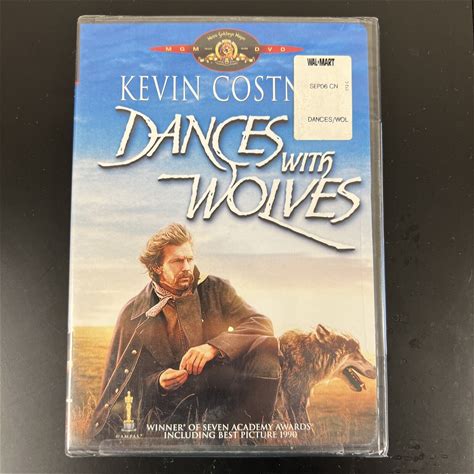 MGM DVD
WAL★MART
SEP06 CN
DANCES/WOL
KEVIN COSTN
DANCES
with
WOLVES
WINNER OF SEVEN ACADEMY AWARDS®
INCLUDING BEST PICTURE 1990